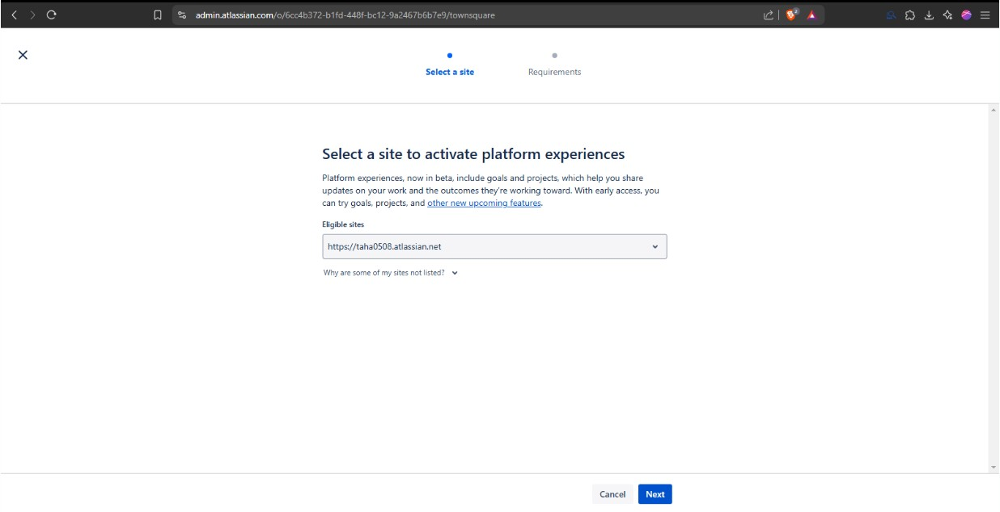 admin.atlassian.com/o/6cc4b372-b1fd-448f-bc12-9a2467b6b7e9/townsquare
2
Select a site
Requirements
Select a site to activate platform experiences
Platform experiences, now in beta, include goals and projects, which help you share
updates on your work and the outcomes they're working toward. With early access, you
can try goals, projects, and other new upcoming features.
Eligible sites
https://taha0508.atlassian.net
Why are some of my sites not listed?
Cancel
Next